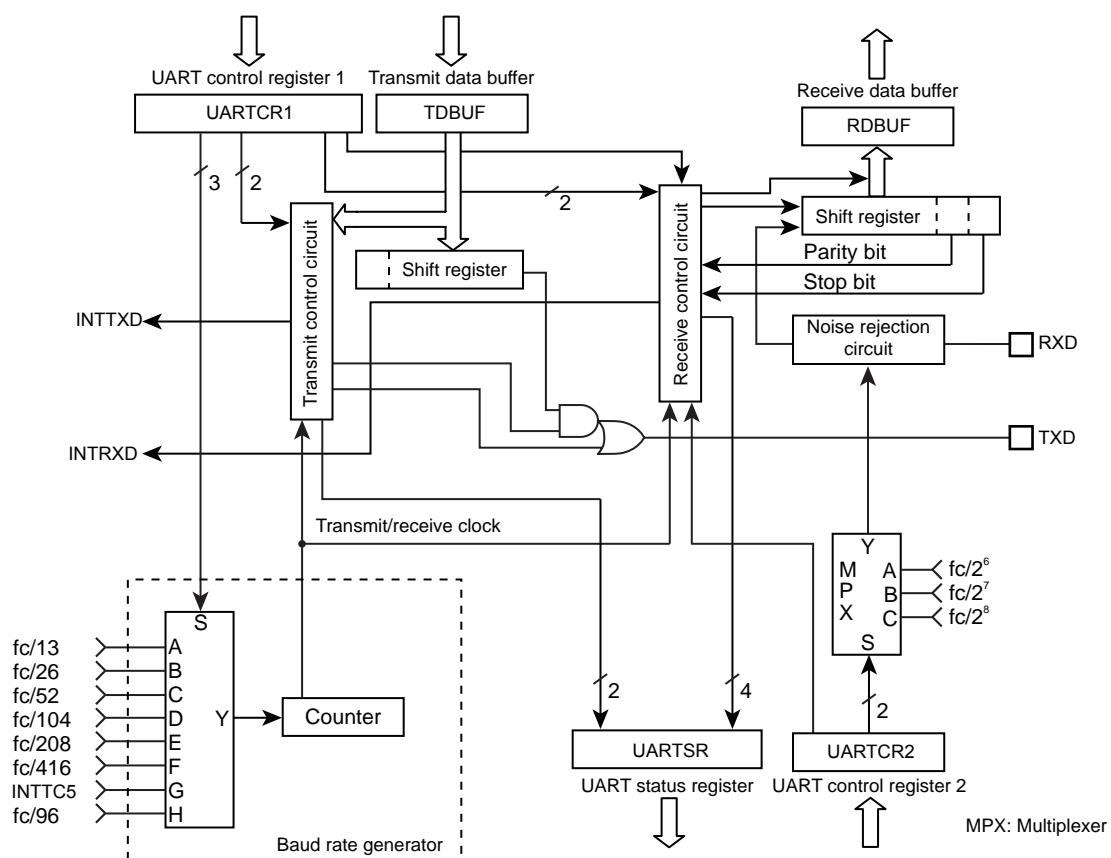 UART control register 1
Transmit data buffer
Receive data buffer
UARTCR1
TDBUF
RDBUF
3
2
2
Transmit control circuit
Receive control circuit
Shift register
Shift register
Parity bit
Stop bit
INTTXD
Noise rejection
circuit
RXD
INTRXD
TXD
Transmit/receive clock
Y
M
P
X
A
B
C
S
fc/2⁶
fc/2⁷
fc/2⁸
S
fc/13
A
fc/26
B
fc/52
C
fc/104
D
fc/208
E
fc/416
F
INTTC5
G
fc/96
H
Y
Counter
2
4
2
UARTSR
UARTCR2
UART status register
UART control register 2
Baud rate generator
MPX: Multiplexer